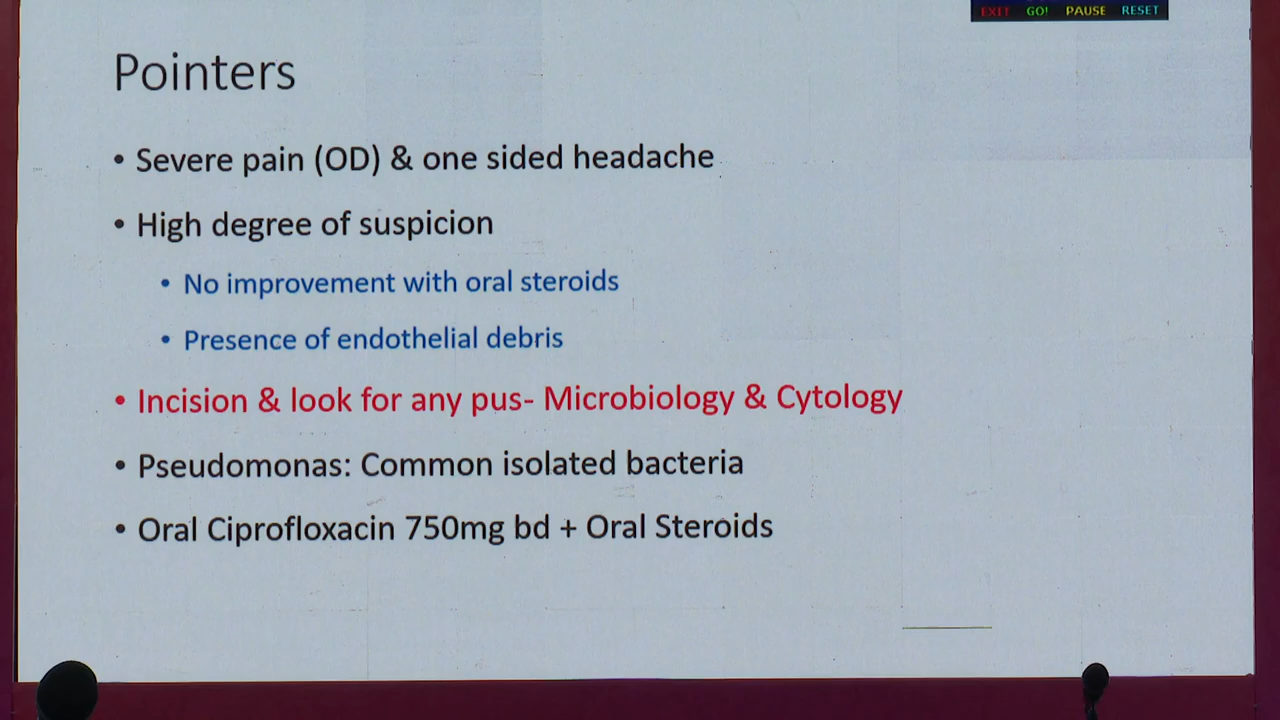 EXIT GO! PAUSE RESET
Pointers
• Severe pain (OD) & one sided headache
• High degree of suspicion
• No improvement with oral steroids
• Presence of endothelial debris
• Incision & look for any pus- Microbiology & Cytology
• Pseudomonas: Common isolated bacteria
• Oral Ciprofloxacin 750mg bd + Oral Steroids